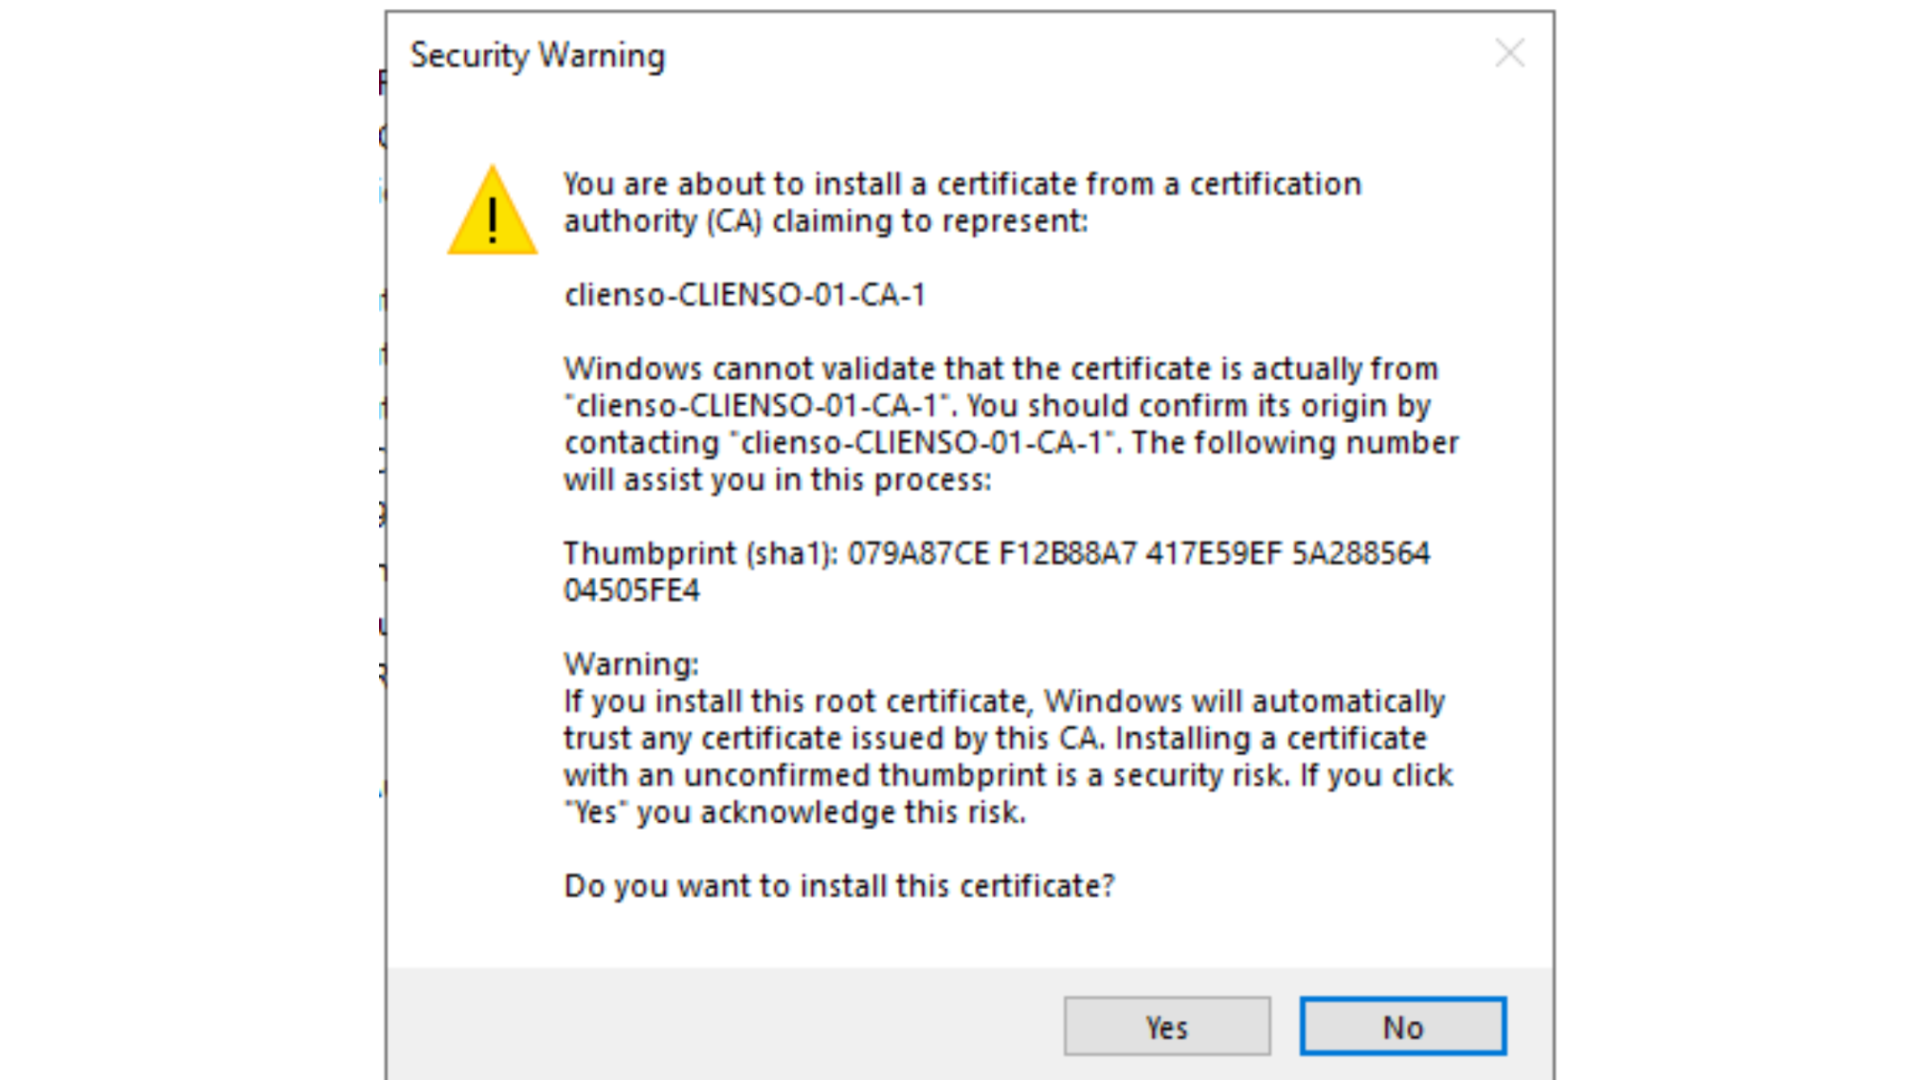 Security Warning
You are about to install a certificate from a certification
authority (CA) claiming to represent:
clienso-CLIENSO-01-CA-1
Windows cannot validate that the certificate is actually from
"clienso-CLIENSO-01-CA-1". You should confirm its origin by
contacting "clienso-CLIENSO-01-CA-1". The following number
will assist you in this process:
Thumbprint (sha1): 079A87CE F12B88A7 417E59EF 5A288564
04505FE4
Warning:
If you install this root certificate, Windows will automatically
trust any certificate issued by this CA. Installing a certificate
with an unconfirmed thumbprint is a security risk. If you click
"Yes" you acknowledge this risk.
Do you want to install this certificate?
Yes
No